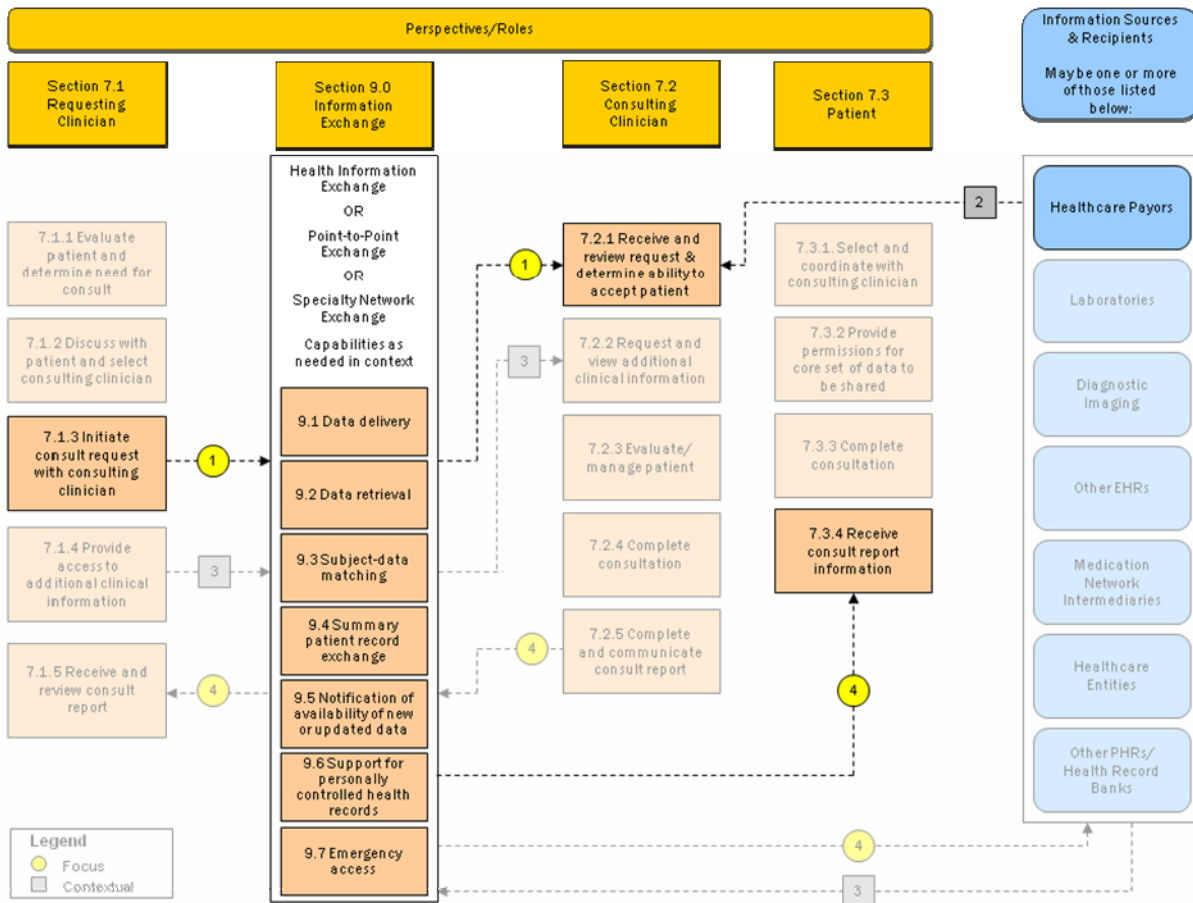 Perspectives/Roles
Information Sources
& Recipients
May be one or more
of those listed
below:
Section 7.1
Requesting
Clinician
Section 9.0
Information
Exchange
Section 7.2
Consulting
Clinician
Section 7.3
Patient
7.1.1 Evaluate
patient and
determine need for
consult
7.1.2 Discuss with
patient and select
consulting clinician
7.1.3 Initiate
consult request
with consulting
clinician
7.1.4 Provide
access to
additional clinical
information
7.1.5 Receive and
review consult
report
1
3
4
Health Information
Exchange
OR
Point-to-Point
Exchange
OR
Specialty Network
Exchange
Capabilities as
needed in context
9.1 Data delivery
9.2 Data retrieval
9.3 Subject-data
matching
9.4 Summary
patient record
exchange
9.5 Notification of
availability of new
or updated data
9.6 Support for
personally
controlled health
records
9.7 Emergency
access
1
3
4
7.2.1 Receive and
review request &
determine ability to
accept patient
7.2.2 Request and
view additional
clinical information
7.2.3 Evaluate/
manage patient
7.2.4 Complete
consultation
7.2.5 Complete
and communicate
consult report
7.3.1. Select and
coordinate with
consulting clinician
7.3.2 Provide
permissions for
core set of data to
be shared
7.3.3 Complete
consultation
7.3.4 Receive
consult report
information
2
4
4
3
Healthcare Payors
Laboratories
Diagnostic
Imaging
Other EHRs
Medication
Network
Intermediaries
Healthcare
Entities
Other PHRs/
Health Record
Banks
Legend
Focus
Contextual